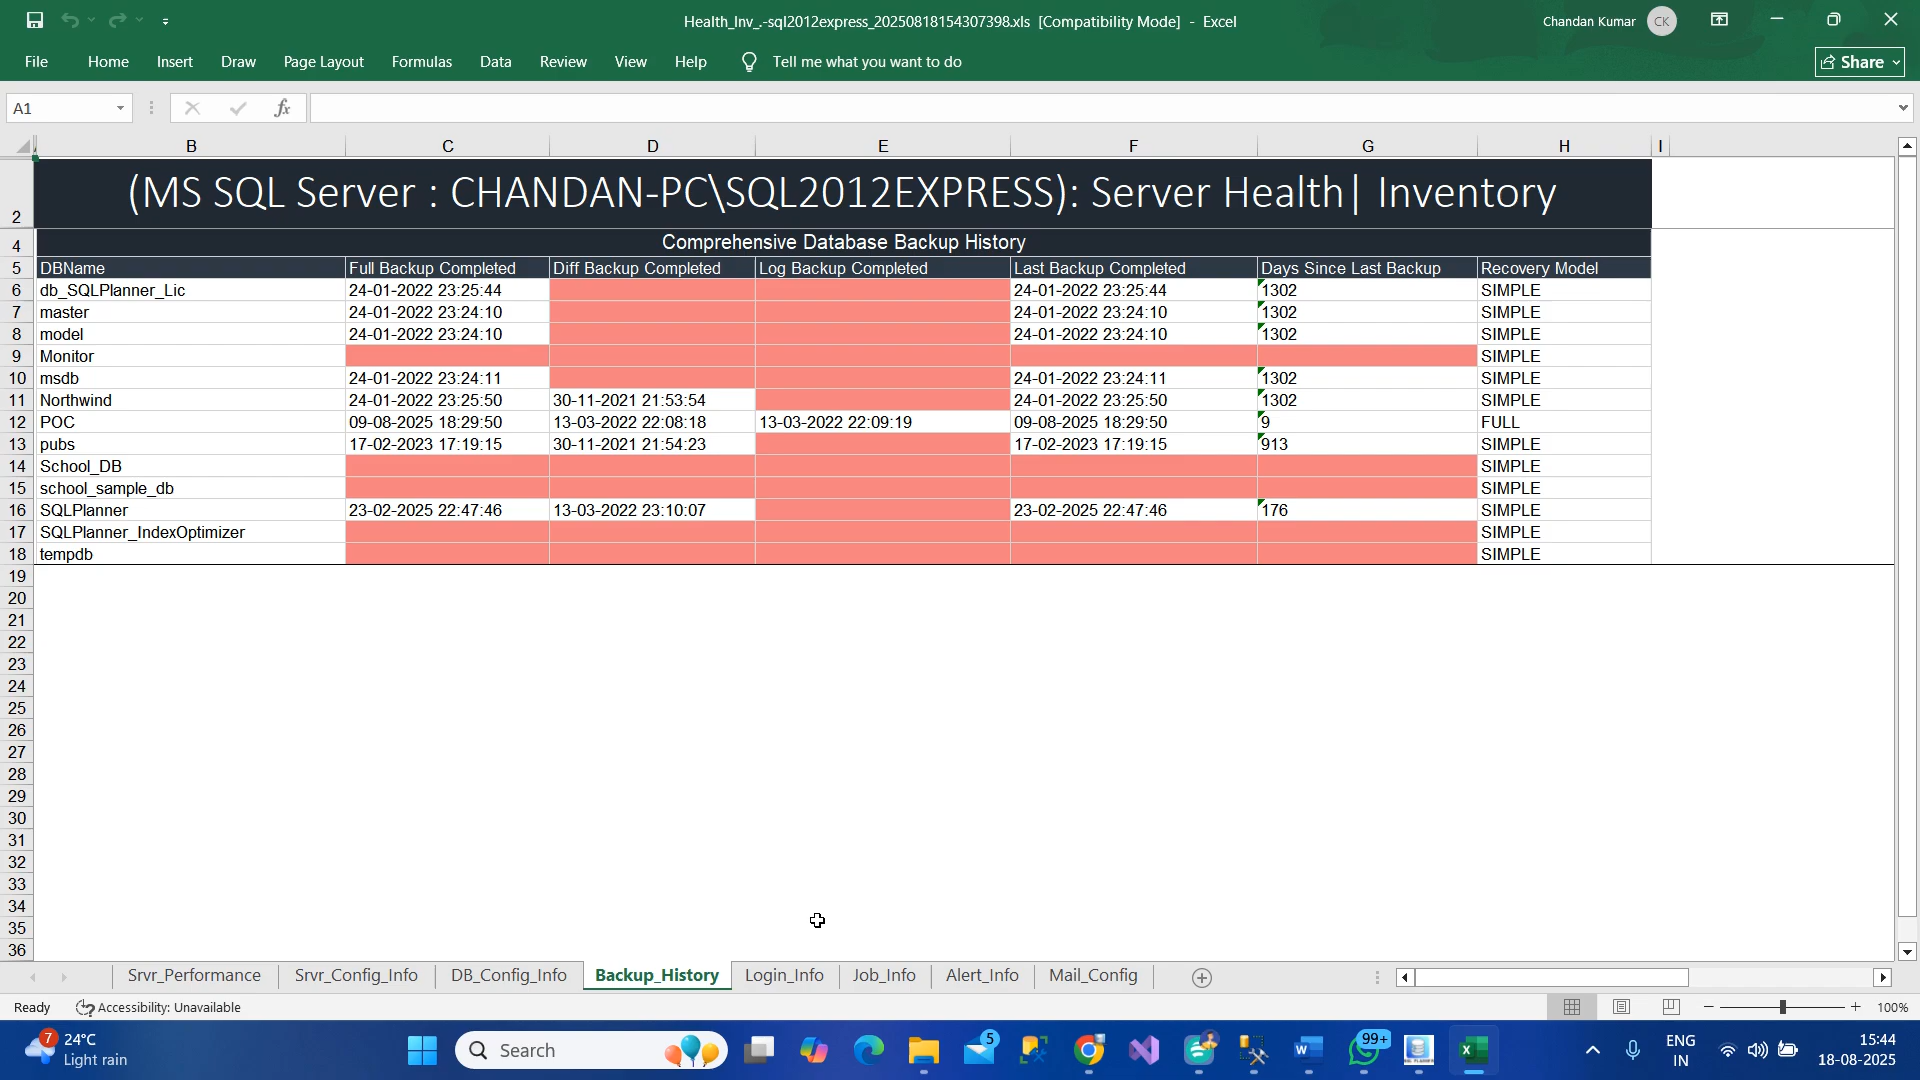 Health_Inv_.-sql2012express_20250818154307398.xls [Compatibility Mode] - Excel
Chandan Kumar CK
File Home Insert Draw Page Layout Formulas Data Review View Help Tell me what you want to do Share
A1 fx
B C D E F G H I
2 (MS SQL Server : CHANDAN-PC\SQL2012EXPRESS): Server Health| Inventory
4 Comprehensive Database Backup History
5 DBName Full Backup Completed Diff Backup Completed Log Backup Completed Last Backup Completed Days Since Last Backup Recovery Model
6 db_SQLPlanner_Lic 24-01-2022 23:25:44 24-01-2022 23:25:44 1302 SIMPLE
7 master 24-01-2022 23:24:10 24-01-2022 23:24:10 1302 SIMPLE
8 model 24-01-2022 23:24:10 24-01-2022 23:24:10 1302 SIMPLE
9 Monitor SIMPLE
10 msdb 24-01-2022 23:24:11 24-01-2022 23:24:11 1302 SIMPLE
11 Northwind 24-01-2022 23:25:50 30-11-2021 21:53:54 24-01-2022 23:25:50 1302 SIMPLE
12 POC 09-08-2025 18:29:50 13-03-2022 22:08:18 13-03-2022 22:09:19 09-08-2025 18:29:50 9 FULL
13 pubs 17-02-2023 17:19:15 30-11-2021 21:54:23 17-02-2023 17:19:15 913 SIMPLE
14 School_DB SIMPLE
15 school_sample_db SIMPLE
16 SQLPlanner 23-02-2025 22:47:46 13-03-2022 23:10:07 23-02-2025 22:47:46 176 SIMPLE
17 SQLPlanner_IndexOptimizer SIMPLE
18 tempdb SIMPLE
19
20
21
22
23
24
25
26
27
28
29
30
31
32
33
34
35
36
Srvr_Performance Srvr_Config_Info DB_Config_Info Backup_History Login_Info Job_Info Alert_Info Mail_Config
Ready Accessibility: Unavailable 100%
7 24°C Search 5 99+ ENG 15:44
Light rain IN 18-08-2025